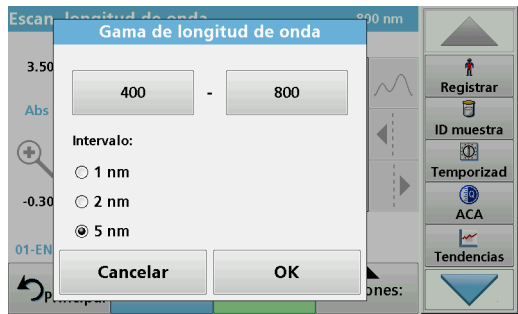 Escan. longitud de onda 800 nm
Gama de longitud de onda
3.50
Abs
-0.30
01-EN
400 - 800
Intervalo:
1 nm
2 nm
5 nm
Cancelar OK
Principal
ones:
Registrar
ID muestra
Temporizad
ACA
Tendencias